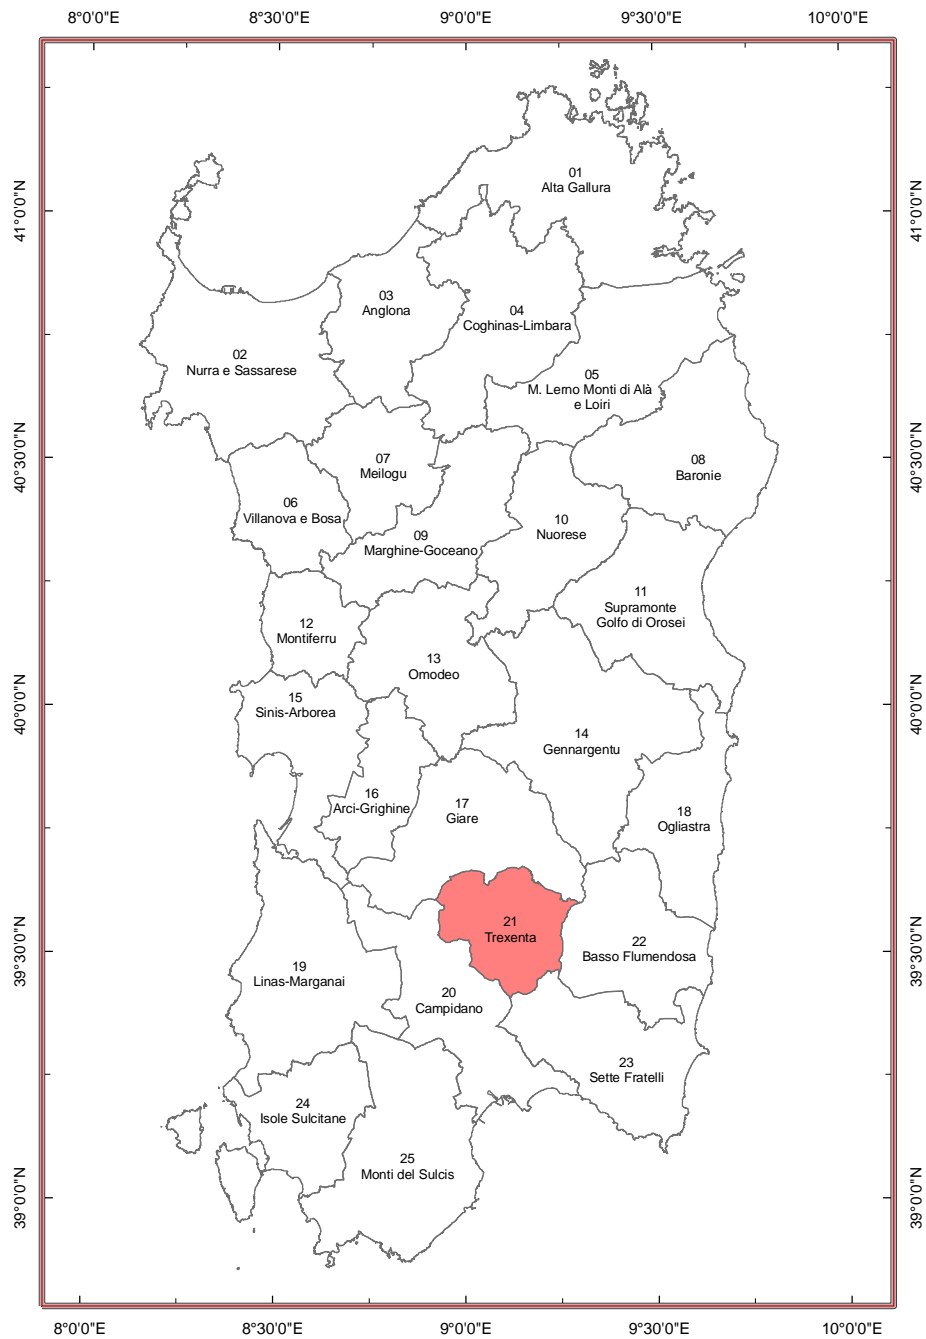 8°0'0"E
8°30'0"E
9°0'0"E
9°30'0"E
10°0'0"E
41°0'0"N
41°0'0"N
01
Alta Gallura
03
Anglona
04
Coghinas-Limbara
02
Nurra e Sassarese
05
M. Lerno Monti di Alà
e Loiri
40°30'0"N
40°30'0"N
07
Meilogu
08
Baronie
06
Villanova e Bosa
10
Nuorese
09
Marghine-Goceano
11
Supramonte
Golfo di Orosei
12
Montiferru
13
Omodeo
40°0'0"N
40°0'0"N
15
Sinis-Arborea
14
Gennargentu
16
Arci-Grighine
17
Giare
18
Ogliastra
39°30'0"N
39°30'0"N
21
Trexenta
22
Basso Flumendosa
19
Linas-Marganai
20
Campidano
23
Sette Fratelli
24
Isole Sulcitane
25
Monti del Sulcis
39°0'0"N
39°0'0"N
8°0'0"E
8°30'0"E
9°0'0"E
9°30'0"E
10°0'0"E